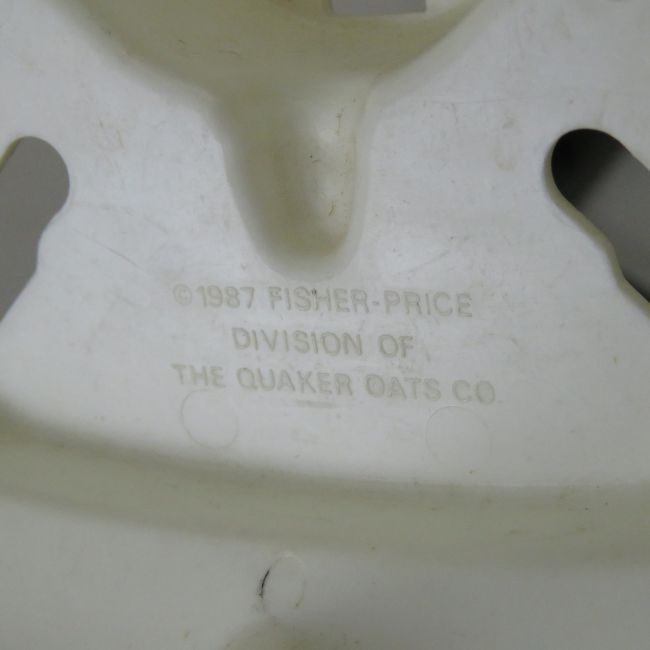 ©1987 FISHER-PRICE
DIVISION OF
THE QUAKER OATS CO